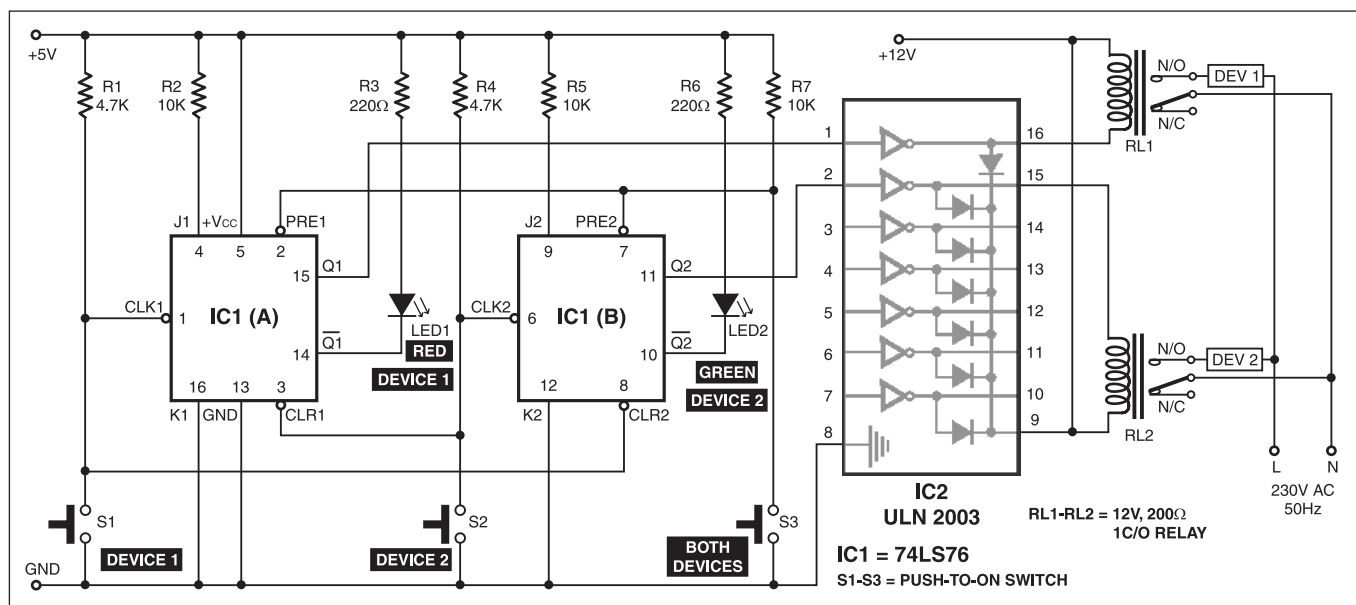 +5V
R1
4.7K
R2
10K
R3
220Ω
R4
4.7K
R5
10K
R6
220Ω
R7
10K
+12V
N/O
DEV 1
N/C
RL1
1
2
3
4
5
6
7
8
16
15
14
13
12
11
10
9
J1
+Vcc
PRE1
4
5
2
15
Q1
CLK1
1
IC1 (A)
14
Q1
16
13
3
K1
GND
CLR1
LED1
RED
DEVICE 1
J2
PRE2
9
7
11
Q2
CLK2
6
IC1 (B)
10
Q2
12
8
K2
CLR2
LED2
GREEN
DEVICE 2
N/O
DEV 2
N/C
RL2
L
N
230V AC
50Hz
S1
DEVICE 1
S2
DEVICE 2
S3
BOTH
DEVICES
GND
IC2
ULN 2003
RL1-RL2 = 12V, 200Ω
1C/O RELAY
IC1 = 74LS76
S1-S3 = PUSH-TO-ON SWITCH